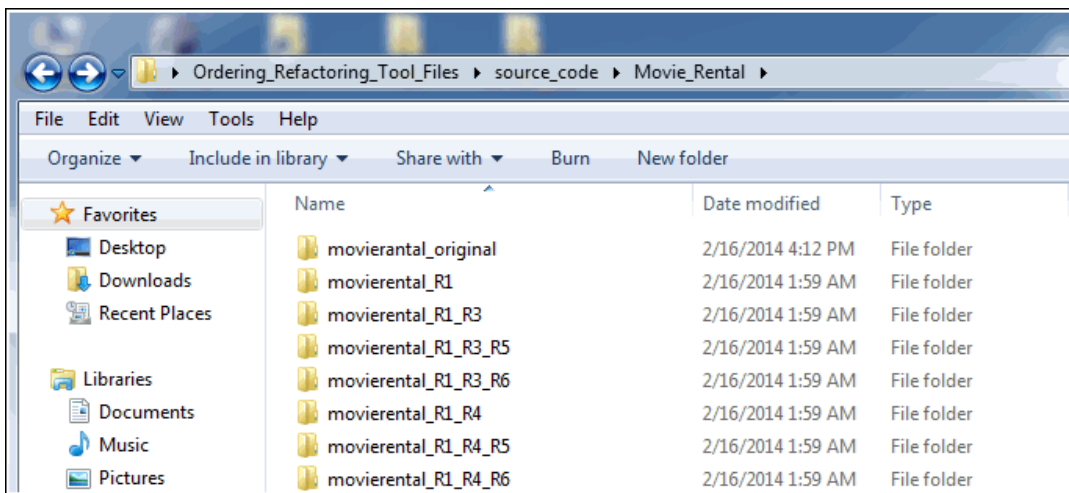 Ordering_Refactoring_Tool_Files source_code Movie_Rental
File Edit View Tools Help
Organize Include in library Share with Burn New folder
Favorites
Desktop
Downloads
Recent Places
Libraries
Documents
Music
Pictures
Name Date modified Type
movierantal_original 2/16/2014 4:12 PM File folder
movierental_R1 2/16/2014 1:59 AM File folder
movierental_R1_R3 2/16/2014 1:59 AM File folder
movierental_R1_R3_R5 2/16/2014 1:59 AM File folder
movierental_R1_R3_R6 2/16/2014 1:59 AM File folder
movierental_R1_R4 2/16/2014 1:59 AM File folder
movierental_R1_R4_R5 2/16/2014 1:59 AM File folder
movierental_R1_R4_R6 2/16/2014 1:59 AM File folder